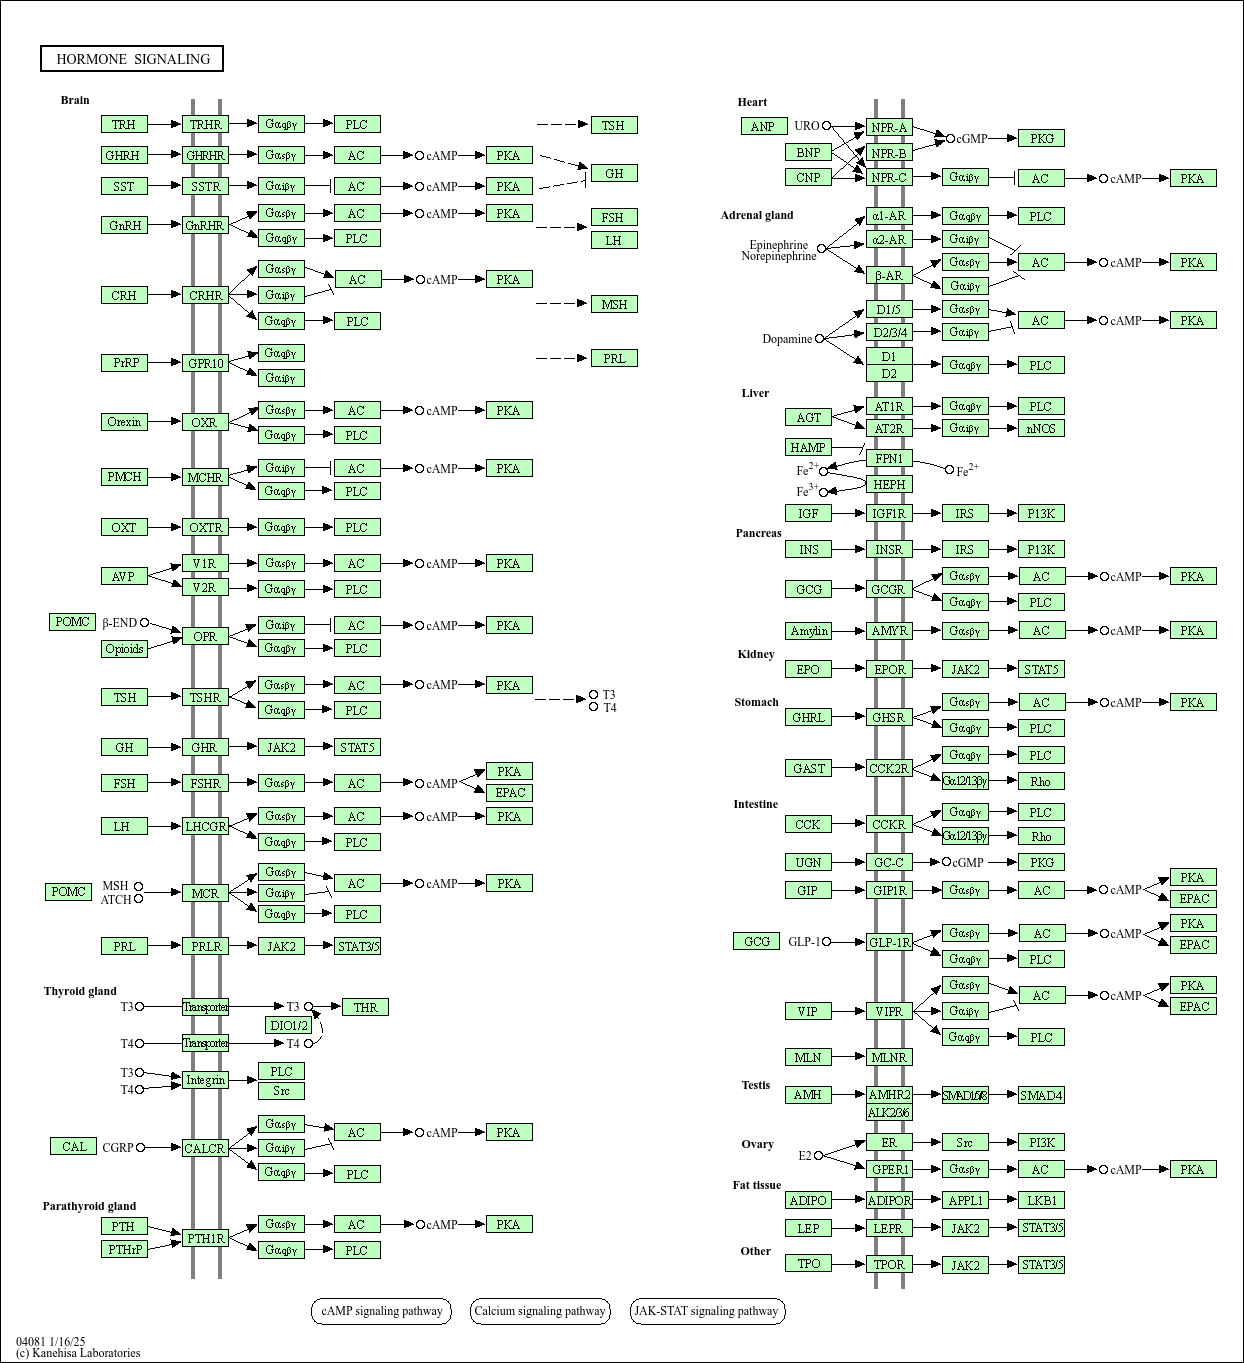 HORMONE SIGNALING
Brain
TRH TRHR Gαqβγ PLC TSH
GHRH GHRHR Gαsβγ AC cAMP PKA
GH
SST SSTR Gαiβγ AC cAMP PKA
GnRH GnRHR Gαsβγ AC cAMP PKA FSH
Gαqβγ PLC LH
CRH CRHR Gαsβγ AC cAMP PKA
Gαiβγ
Gαqβγ PLC MSH
PrRP GPR10 Gαqβγ PRL
Gαiβγ
Orexin OXR Gαsβγ AC cAMP PKA
Gαqβγ PLC
PMCH MCHR Gαiβγ AC cAMP PKA
Gαqβγ PLC
OXT OXTR Gαqβγ PLC
AVP V1R Gαsβγ AC cAMP PKA
V2R Gαqβγ PLC
POMC β-END OPR Gαiβγ AC cAMP PKA
Opioids Gαqβγ PLC
TSH TSHR Gαsβγ AC cAMP PKA T3
Gαqβγ PLC T4
GH GHR JAK2 STAT5
FSH FSHR Gαsβγ AC cAMP PKA
EPAC
LH LHCGR Gαsβγ AC cAMP PKA
Gαqβγ PLC
POMC MSH MCR Gαsβγ AC cAMP PKA
ATCH Gαiβγ
Gαqβγ PLC
PRL PRLR JAK2 STAT3/5
Thyroid gland
T3 Transporter T3 THR
DIO1/2
T4 Transporter T4
T3 Integrin PLC
T4 Src
CAL CGRP CALCR Gαsβγ AC cAMP PKA
Gαiβγ
Gαqβγ PLC
Parathyroid gland
PTH PTH1R Gαsβγ AC cAMP PKA
PTHrP Gαqβγ PLC
Heart
ANP URO NPR-A cGMP PKG
BNP NPR-B
CNP NPR-C Gαiβγ AC cAMP PKA
Adrenal gland
α1-AR Gαqβγ PLC
Epinephrine α2-AR Gαiβγ
Norepinephrine β-AR Gαsβγ AC cAMP PKA
Gαiβγ
D1/5 Gαsβγ AC cAMP PKA
Dopamine D2/3/4 Gαiβγ
D1 Gαqβγ PLC
D2
Liver
AGT AT1R Gαqβγ PLC
AT2R Gαiβγ nNOS
HAMP FPN1
Fe2+ Fe2+
Fe3+ HEPH
IGF IGF1R IRS P13K
Pancreas
INS INSR IRS P13K
GCG GCGR Gαsβγ AC cAMP PKA
Gαqβγ PLC
Amylin AMYR Gαsβγ AC cAMP PKA
Kidney
EPO EPOR JAK2 STAT5
Stomach
GHRL GHSR Gαsβγ AC cAMP PKA
Gαqβγ PLC
GAST CCK2R Gαqβγ PLC
Gα12/13βγ Rho
Intestine
CCK CCKR Gαqβγ PLC
Gα12/13βγ Rho
UGN GC-C cGMP PKG
GIP GIP1R Gαsβγ AC cAMP PKA
EPAC
GCG GLP-1 GLP-1R Gαsβγ AC cAMP PKA
EPAC
Gαqβγ PLC
VIP VIPR Gαsβγ AC cAMP PKA
EPAC
Gαiβγ
Gαqβγ PLC
MLN MLNR
Testis
AMH AMHR2 SMAD1/5/8 SMAD4
ALK2/3/6
Ovary
E2 ER Src PI3K
GPER1 Gαsβγ AC cAMP PKA
Fat tissue
ADIPO ADIPOR APPL1 LKB1
LEP LEPR JAK2 STAT3/5
Other
TPO TPOR JAK2 STAT3/5
cAMP signaling pathway Calcium signaling pathway JAK-STAT signaling pathway
04081 1/16/25
(c) Kanehisa Laboratories